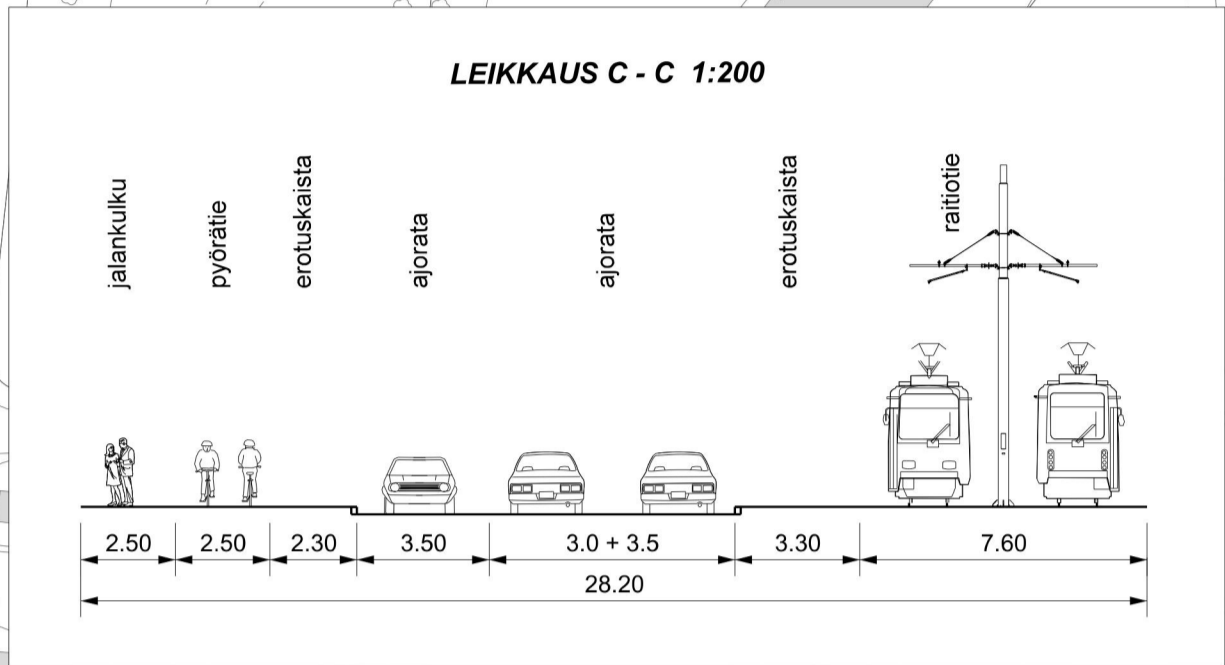 LEIKKAUS C - C 1:200
jalankulku
pyörätie
erotuskaista
ajorata
ajorata
erotuskaista
raitiotie
2.50
2.50
2.30
3.50
3.0 + 3.5
3.30
7.60
28.20